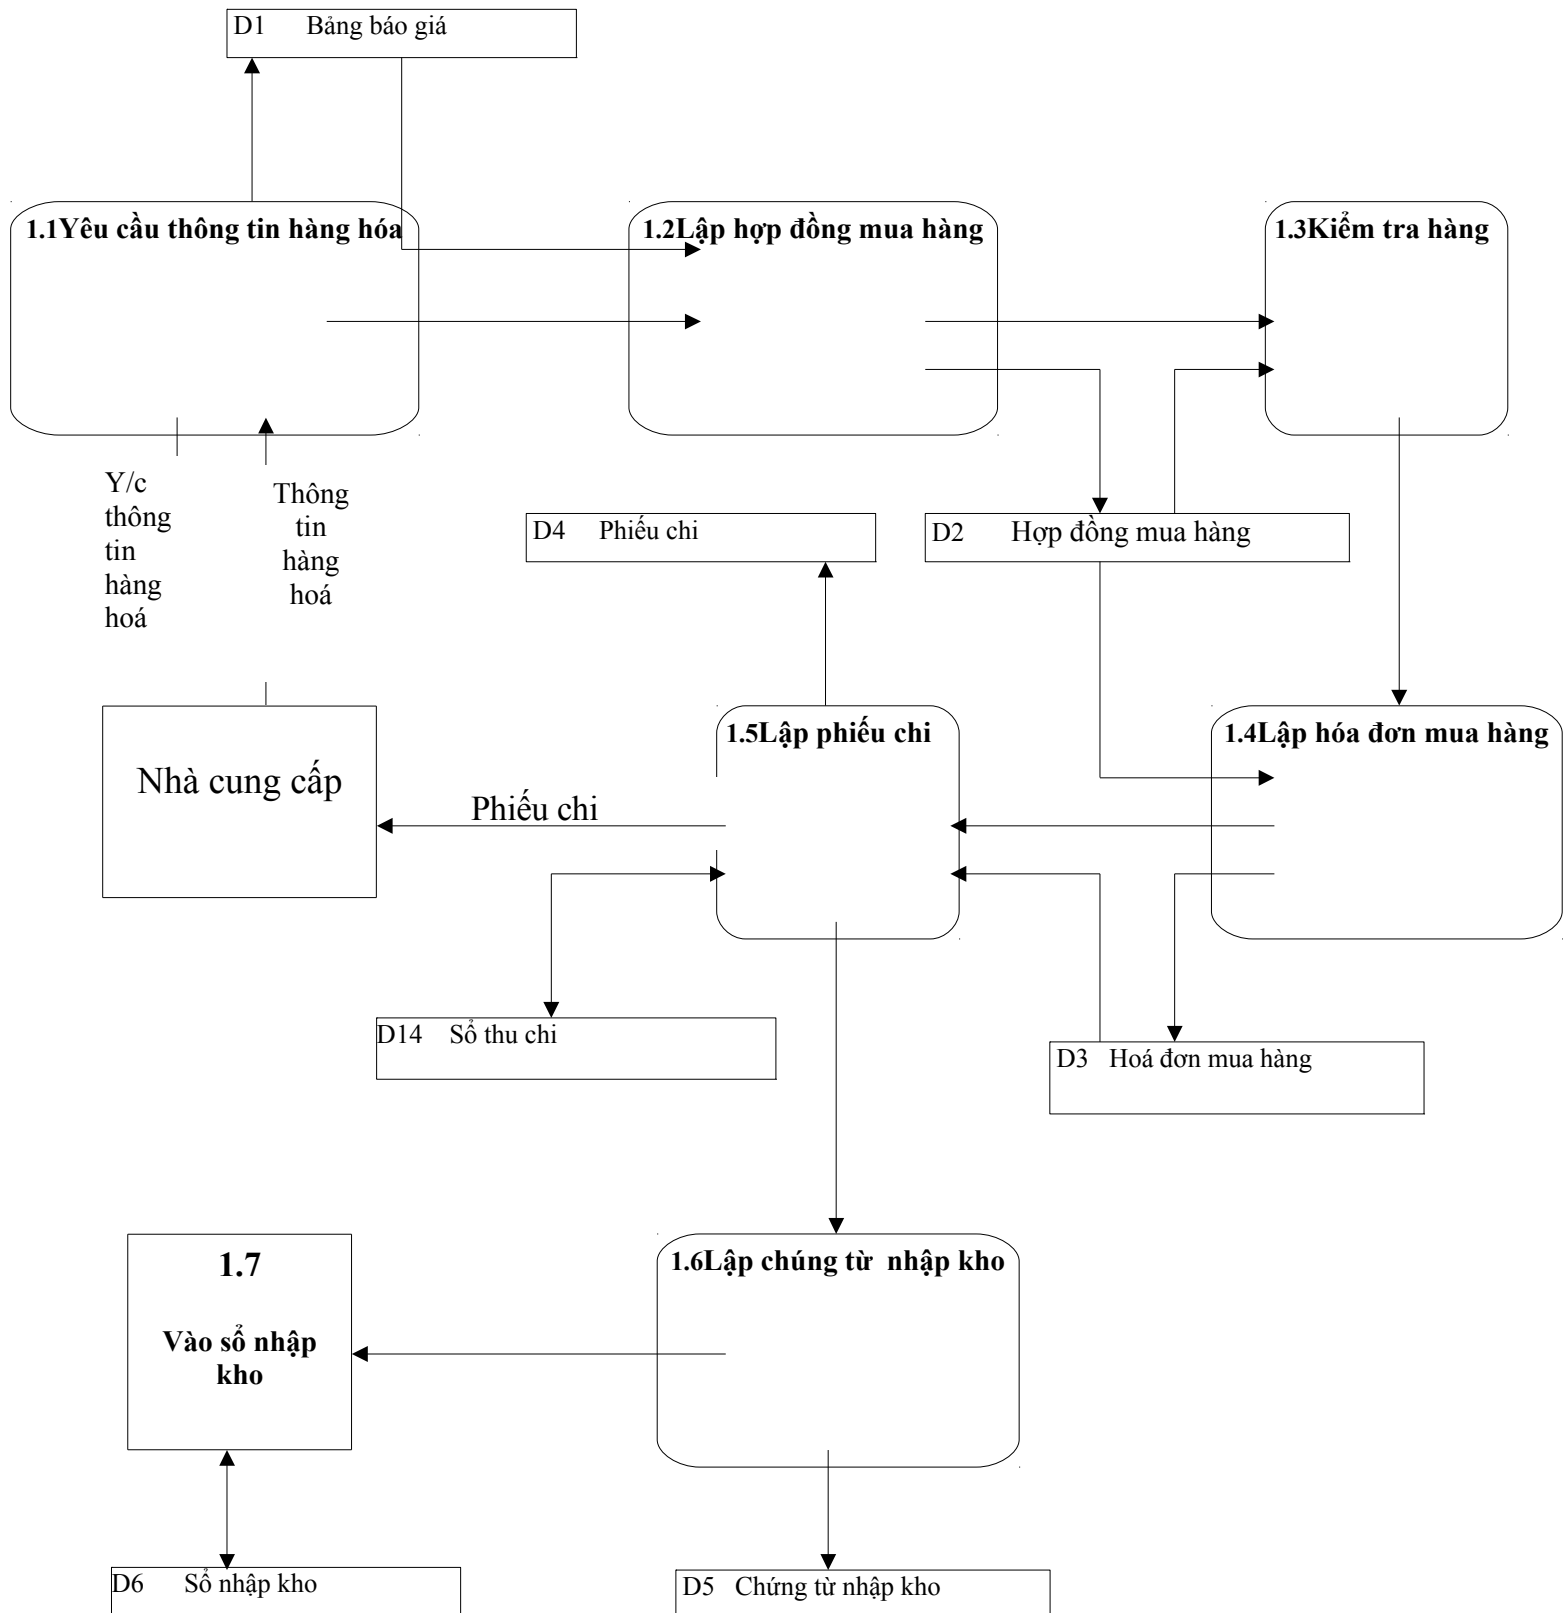 D1 Bảng báo giá
1.1Yêu cầu thông tin hàng hóa
1.2Lập hợp đồng mua hàng
1.3Kiểm tra hàng
Y/c
thông
tin
hàng
hoá
Thông
tin
hàng
hoá
D4 Phiếu chi
D2 Hợp đồng mua hàng
Nhà cung cấp
Phiếu chi
1.5Lập phiếu chi
1.4Lập hóa đơn mua hàng
D14 Sổ thu chi
D3 Hoá đơn mua hàng
1.7
Vào sổ nhập
kho
1.6Lập chúng từ nhập kho
D6 Sổ nhập kho
D5 Chứng từ nhập kho